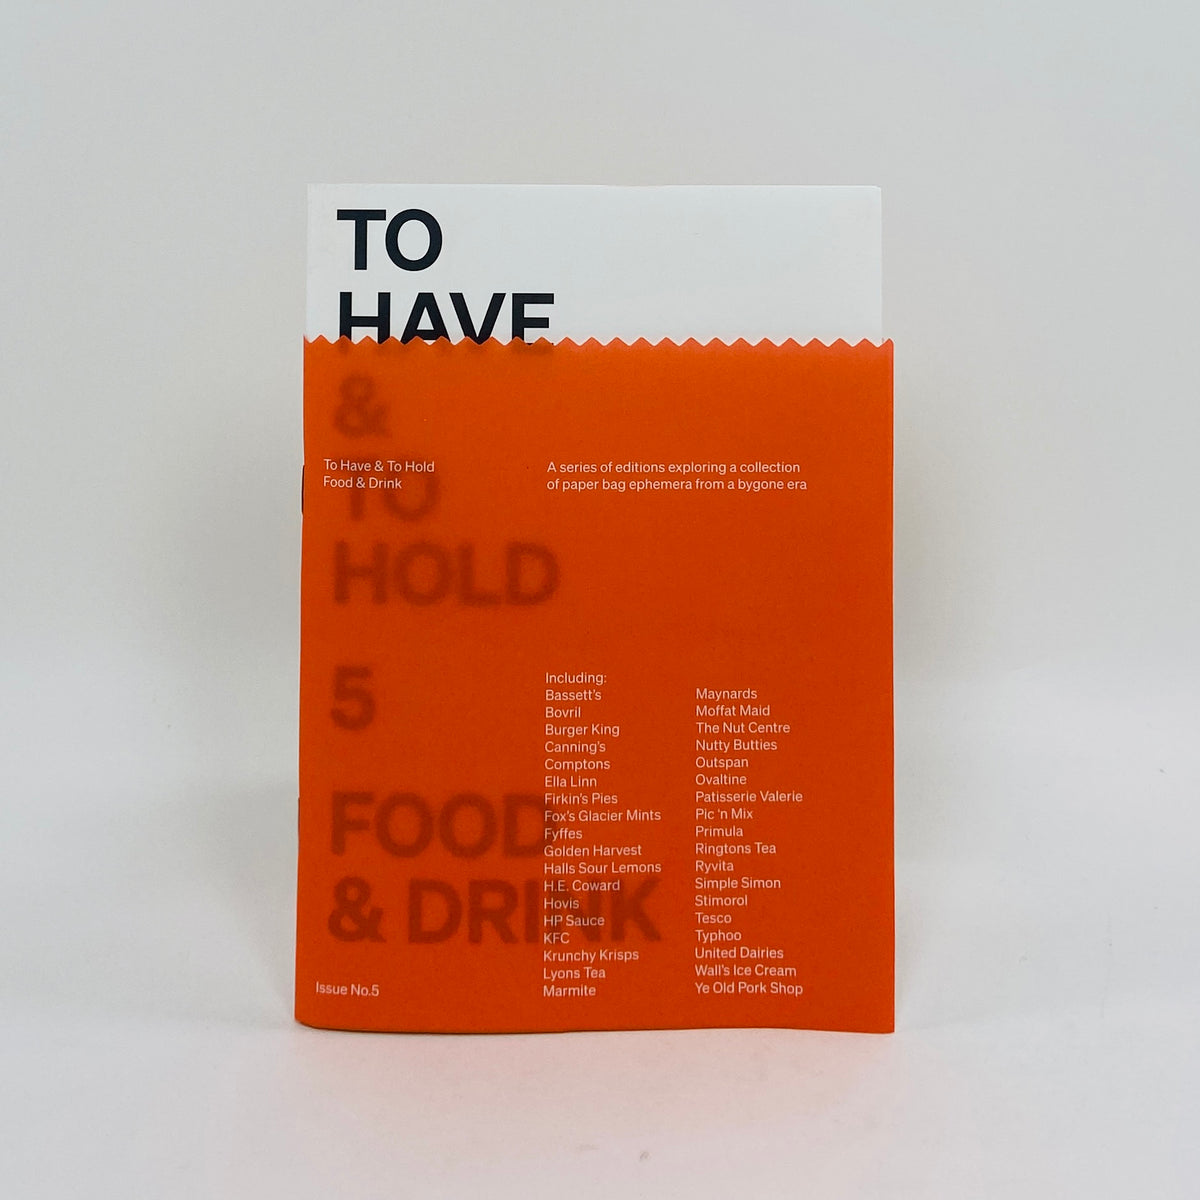 TO
HAVE
&
TO
HOLD
5
FOOD
& DRINK
To Have & To Hold
Food & Drink
A series of editions exploring a collection
of paper bag ephemera from a bygone era
Including:
Bassett's
Bovril
Burger King
Canning's
Comptons
Ella Linn
Firkin's Pies
Fox's Glacier Mints
Fyffes
Golden Harvest
Halls Sour Lemons
H.E. Coward
Hovis
HP Sauce
KFC
Krunchy Krisps
Lyons Tea
Marmite
Maynards
Moffat Maid
The Nut Centre
Nutty Butties
Outspan
Ovaltine
Patisserie Valerie
Pic 'n Mix
Primula
Ringtons Tea
Ryvita
Simple Simon
Stimorol
Tesco
Typhoo
United Dairies
Wall's Ice Cream
Ye Old Pork Shop
Issue No.5